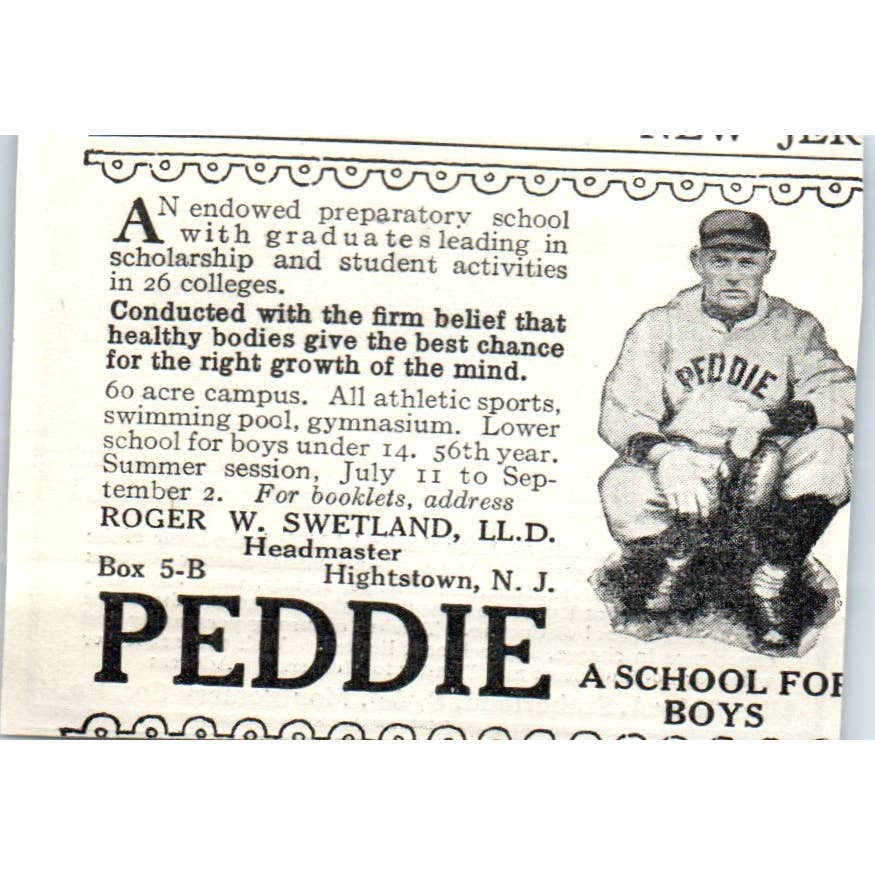 NEW JER
AN endowed preparatory school
with graduates leading in
scholarship and student activities
in 26 colleges.
Conducted with the firm belief that
healthy bodies give the best chance
for the right growth of the mind.
60 acre campus. All athletic sports,
swimming pool, gymnasium. Lower
school for boys under 14. 56th year.
Summer session, July 11 to Sep-
tember 2. For booklets, address
ROGER W. SWETLAND, LL.D.
Headmaster
Box 5-B Hightstown, N. J.
PEDDIE
PEDDIE
A SCHOOL FOR
BOYS